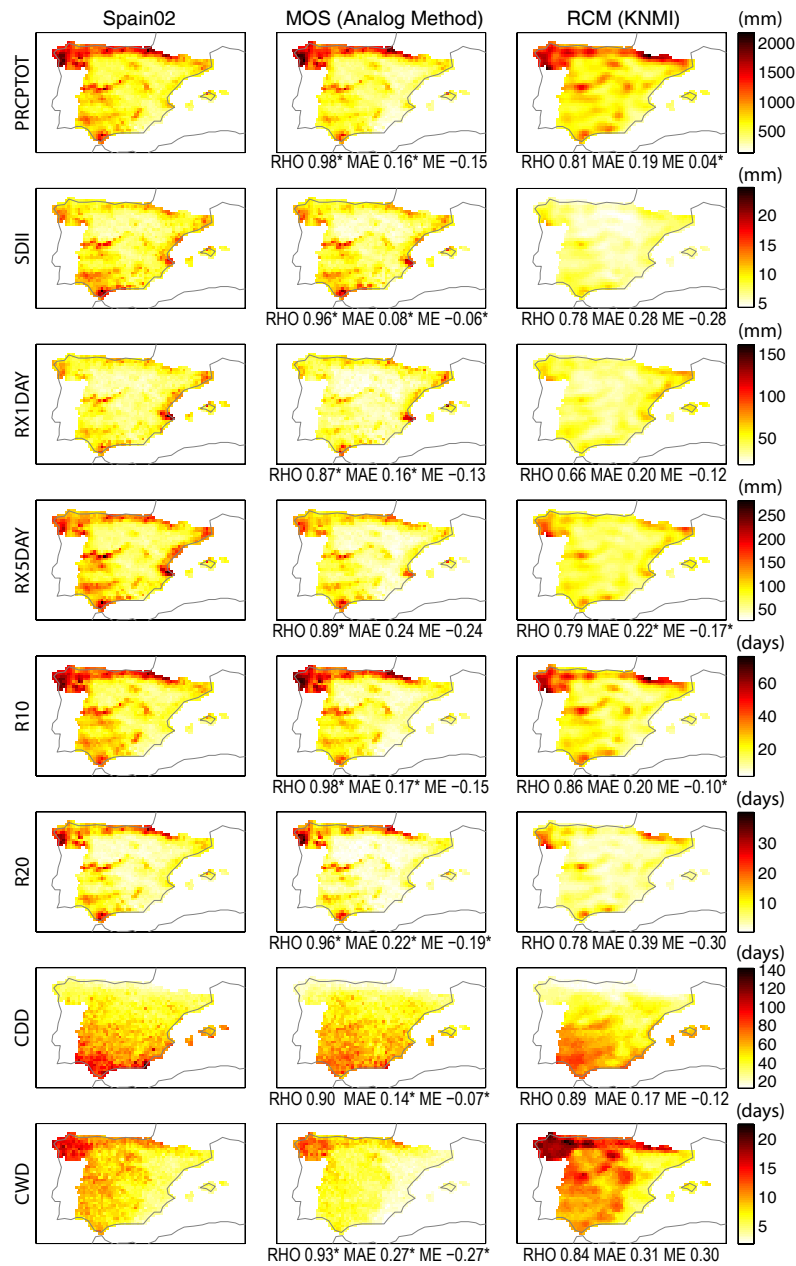 Spain02
MOS (Analog Method)
RCM (KNMI)
(mm)
PRCPTOT
2000
1500
1000
500
RHO 0.98* MAE 0.16* ME −0.15
RHO 0.81 MAE 0.19 ME 0.04*
(mm)
SDII
20
15
10
5
RHO 0.96* MAE 0.08* ME −0.06*
RHO 0.78 MAE 0.28 ME −0.28
(mm)
RX1DAY
150
100
50
RHO 0.87* MAE 0.16* ME −0.13
RHO 0.66 MAE 0.20 ME −0.12
(mm)
RX5DAY
250
200
150
100
50
RHO 0.89* MAE 0.24 ME −0.24
RHO 0.79 MAE 0.22* ME −0.17*
(days)
R10
60
40
20
RHO 0.98* MAE 0.17* ME −0.15
RHO 0.86 MAE 0.20 ME −0.10*
(days)
R20
30
20
10
RHO 0.96* MAE 0.22* ME −0.19*
RHO 0.78 MAE 0.39 ME −0.30
(days)
CDD
140
120
100
80
60
40
20
RHO 0.90 MAE 0.14* ME −0.07*
RHO 0.89 MAE 0.17 ME −0.12
(days)
CWD
20
15
10
5
RHO 0.93* MAE 0.27* ME −0.27*
RHO 0.84 MAE 0.31 ME 0.30